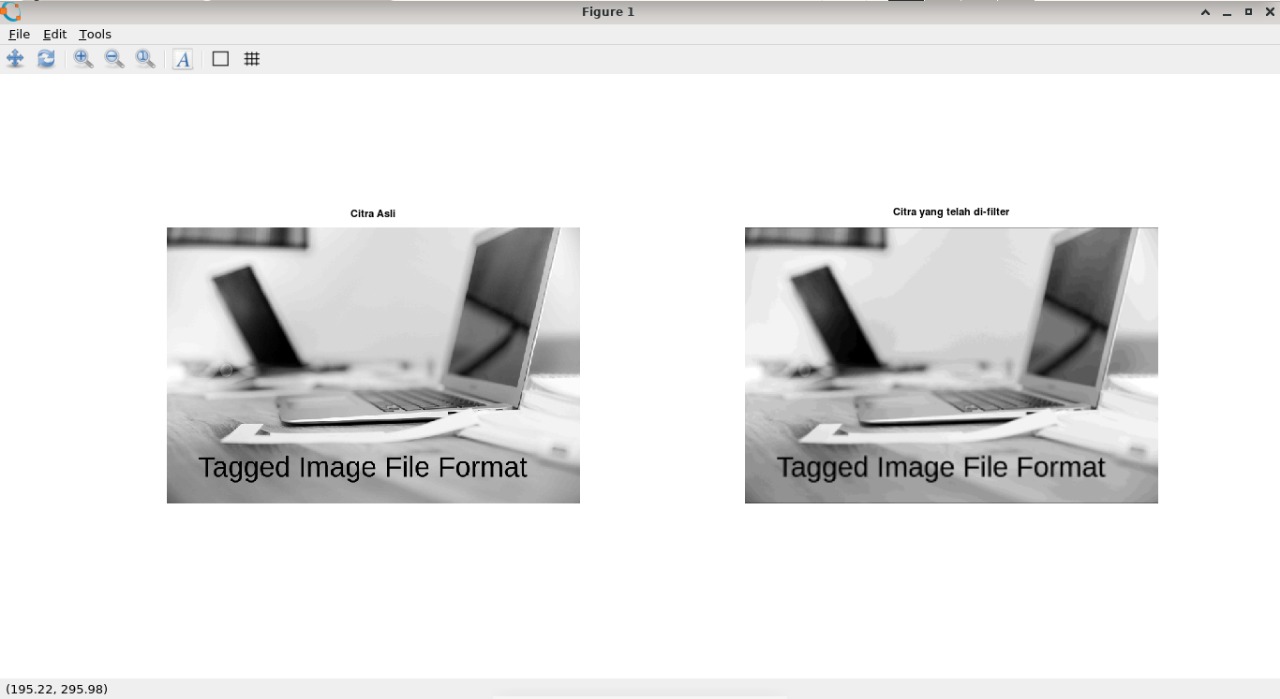 Figure 1
File Edit Tools
A
Citra Asli
Citra yang telah di-filter
Tagged Image File Format
Tagged Image File Format
(195.22, 295.98)